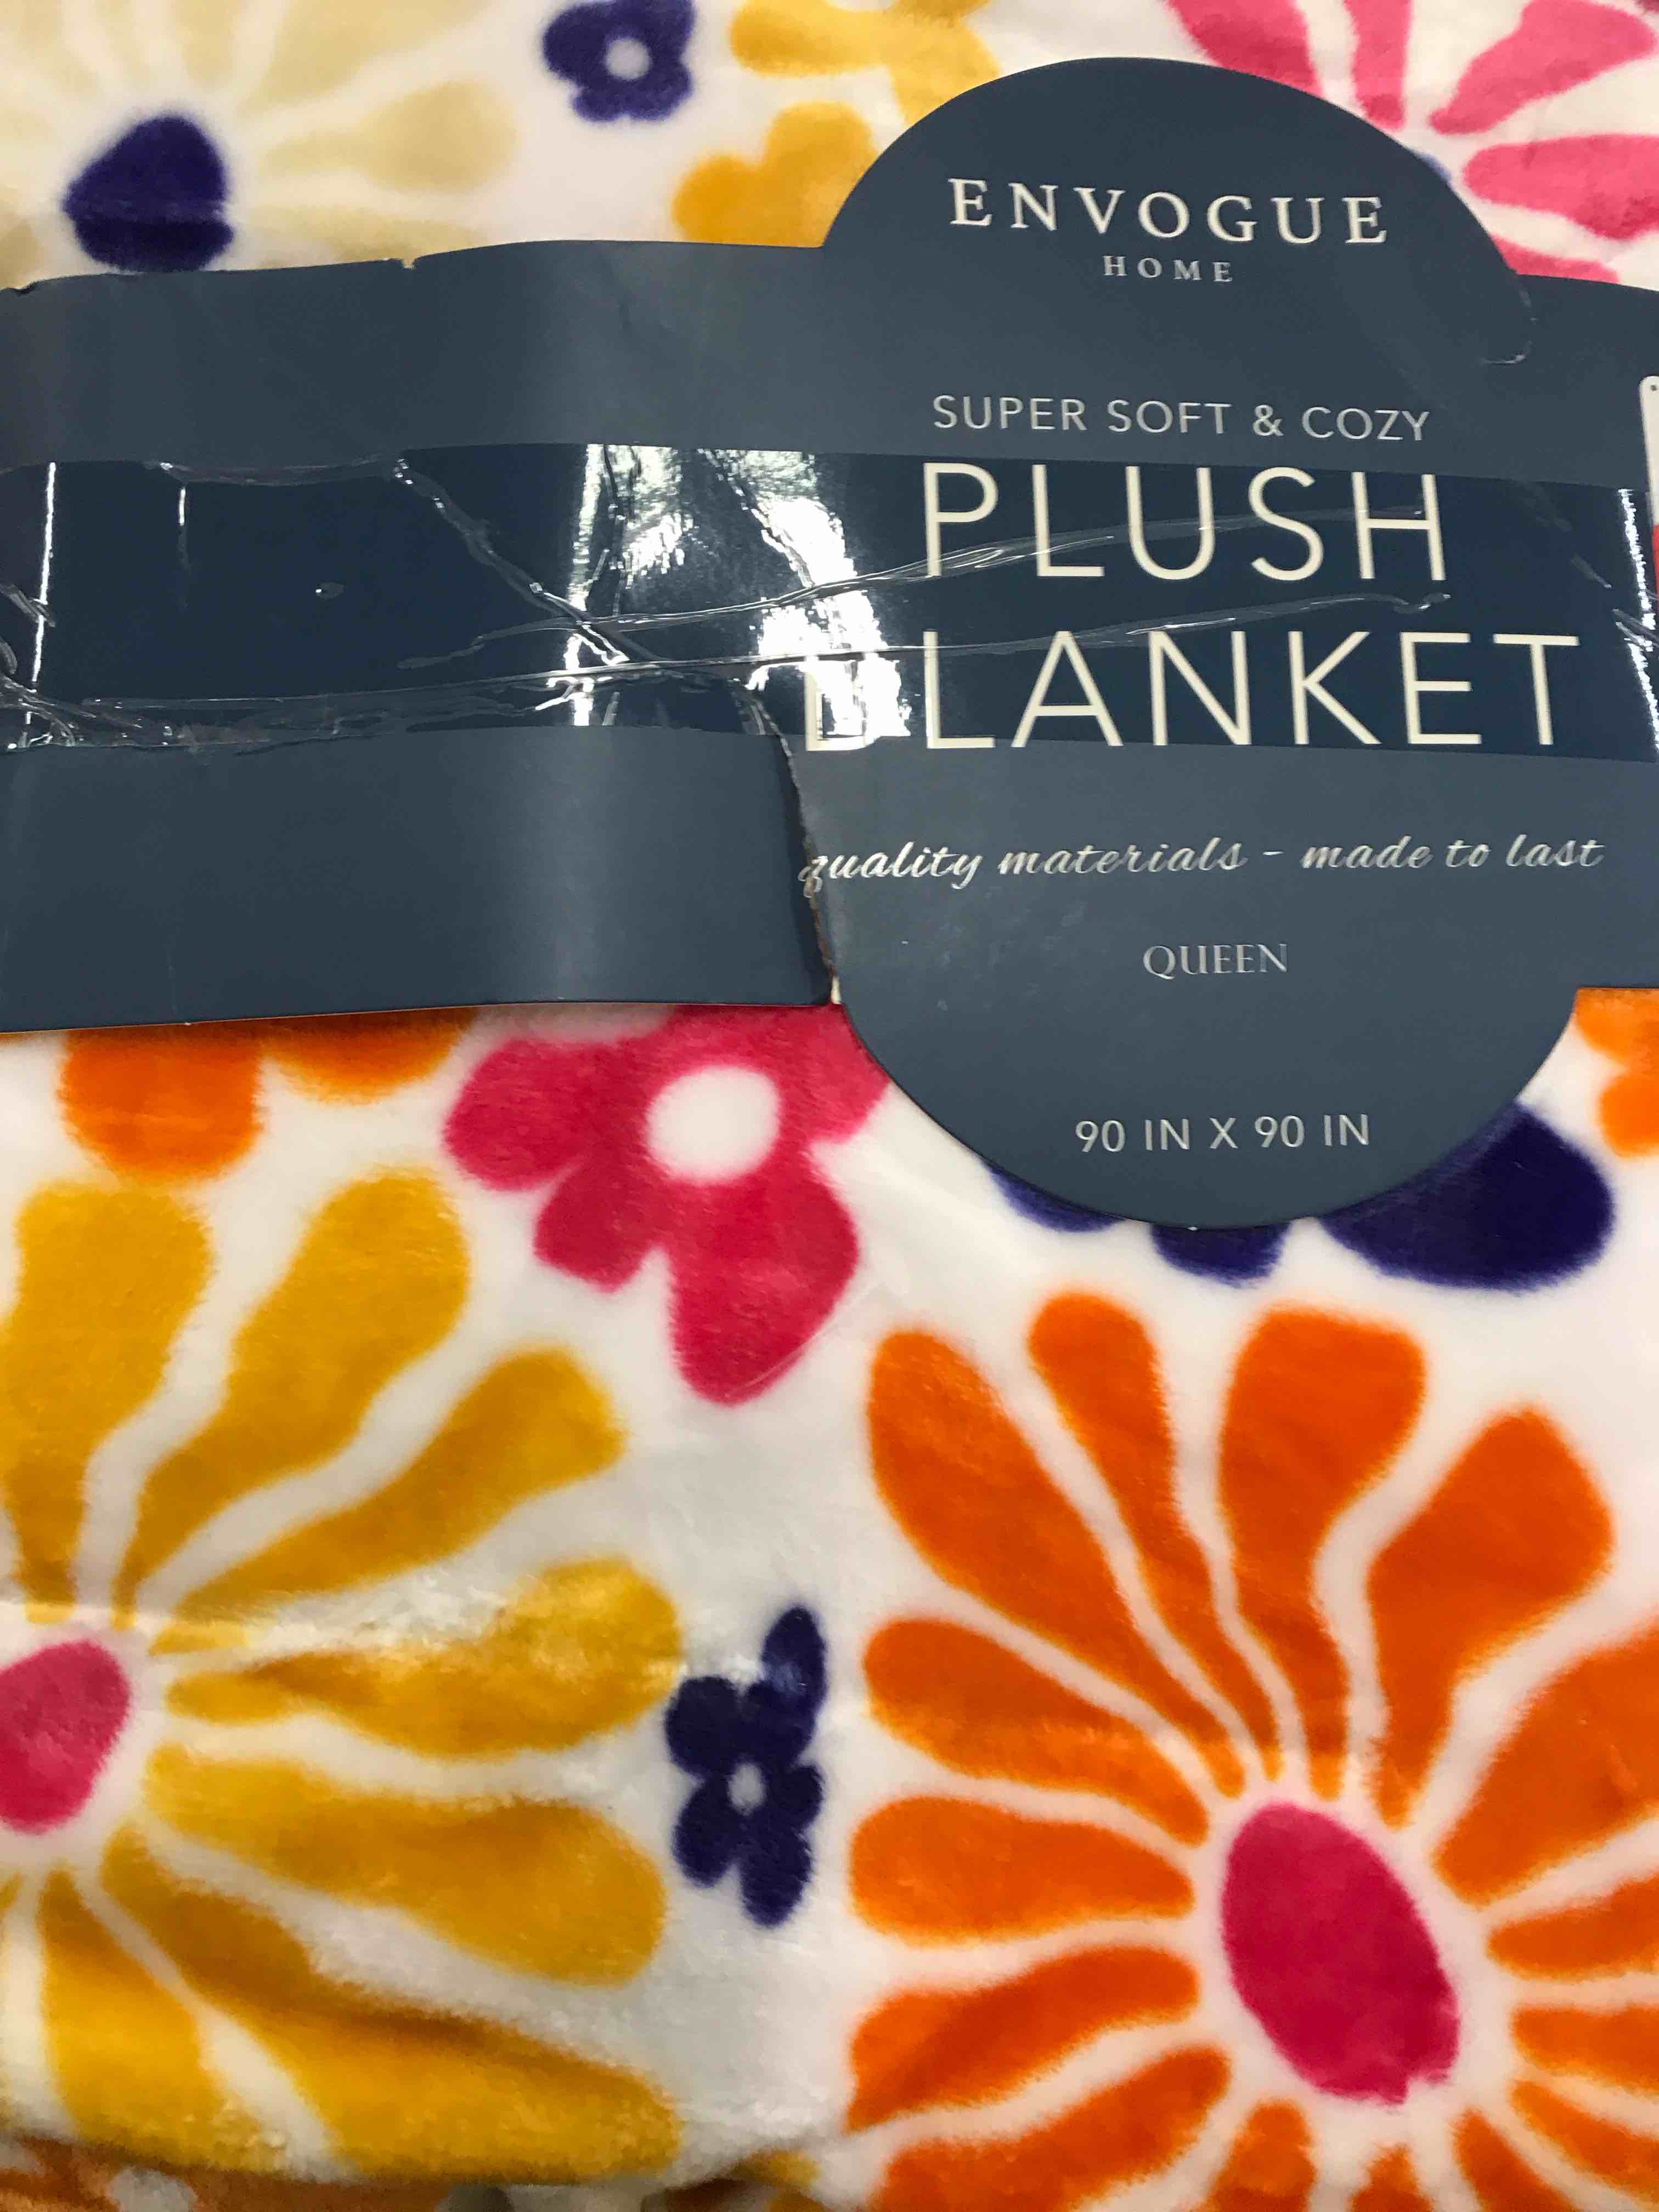 ENVOGUE
HOME
SUPER SOFT & COZY
PLUSH
BLANKET
quality materials - made to last
QUEEN
90 IN X 90 IN